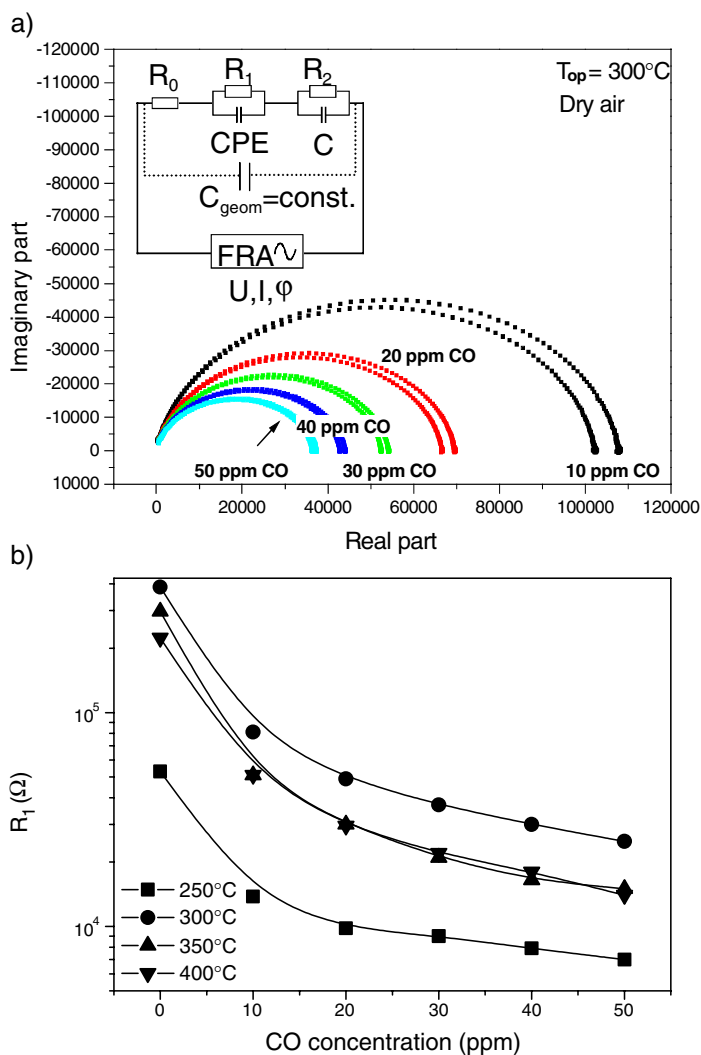 a)
-120000
-110000
-100000
-90000
-80000
-70000
-60000
-50000
-40000
-30000
-20000
-10000
0
10000
Imaginary part
R0
R1
R2
CPE
C
Cgeom=const.
FRA
U,I,φ
Top = 300°C
Dry air
20 ppm CO
40 ppm CO
50 ppm CO
30 ppm CO
10 ppm CO
0 20000 40000 60000 80000 100000 120000
Real part
b)
10^5
10^4
R1 (Ω)
250°C
300°C
350°C
400°C
0 10 20 30 40 50
CO concentration (ppm)